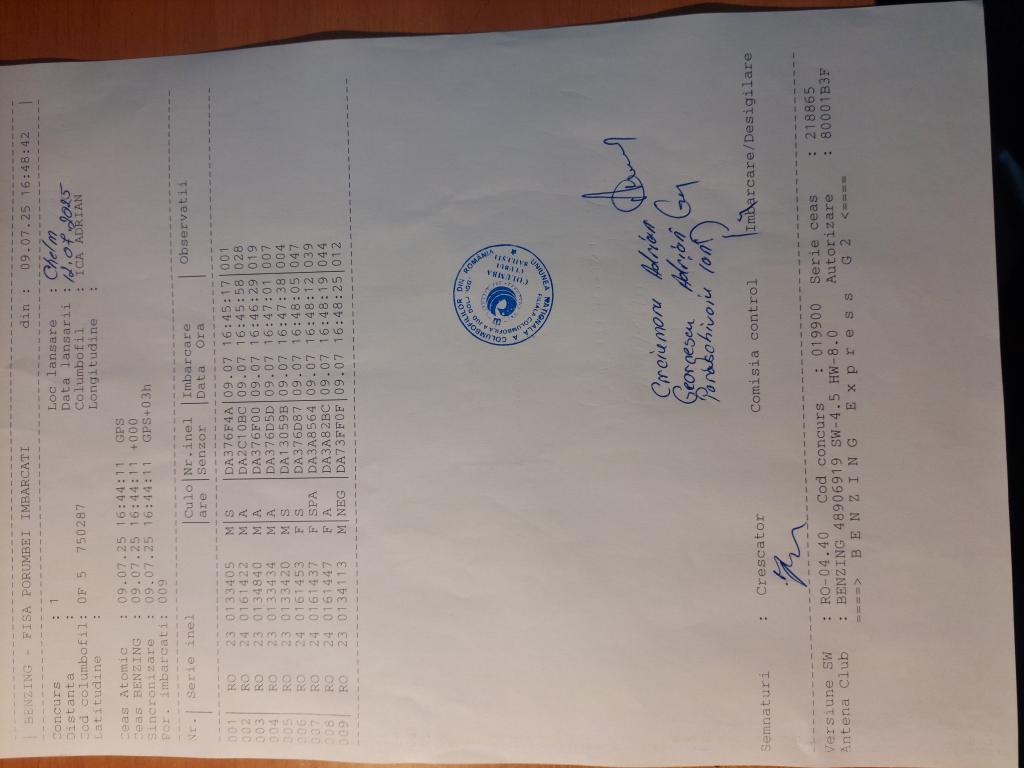 | BENZING - FISA PORUMBEI IMBARCATI din : 09.07.25 16:48:42 |
Concurs : 1 Loc lansare : Chelm
Distanta : Data lansarii :
Cod columbofil: OF 5 750287 Columbofil : ICA ADRIAN
Latitudine : Longitudine :
Ceas Atomic : 09.07.25 16:44:11 GPS
Ceas BENZING : 09.07.25 16:44:11 +000
Sincronizare : 09.07.25 16:44:11 GPS+03h
Por. imbarcati: 009
Nr.| Serie inel |Culo|Nr.inel |Imbarcare | Observatii
|are |Senzor |Data Ora |
001| RO 23 0133405 M S |DA376F4A|09.07 16:45:17|001
002| RO 24 0161422 M A |DA2C10BC|09.07 16:45:58|028
003| RO 23 0134840 M A |DA376F90|09.07 16:46:29|019
004| RO 23 0133434 M A |DA376D5D|09.07 16:47:01|007
005| RO 23 0133420 M S |DA13059B|09.07 16:47:38|004
006| RO 24 0161453 F S |DA376D87|09.07 16:48:05|047
007| RO 24 0161437 F SPA |DA3A8564|09.07 16:48:12|039
008| RO 24 0161447 F A |DA3A82BC|09.07 16:48:19|044
009| RO 23 0134113 M NEG |DA73FF0F|09.07 16:48:25|012
UNIUNEA NATIONALA A COLUMBOFILILOR DIN ROMANIA
COLUMBA
CLUBUL
Adrian
Georgescu Adrian
Semnaturi : Crescator Comisia control Imbarcare/Desigilare
Versiune SW : RO-04.40 Cod concurs : 019900 Serie ceas : 218865
Antena Club : BENZING 48906919 SW-4.5 HW-8.0 Autorizare : 80001B3F
====> B E N Z I N G E x p r e s s G 2 <====